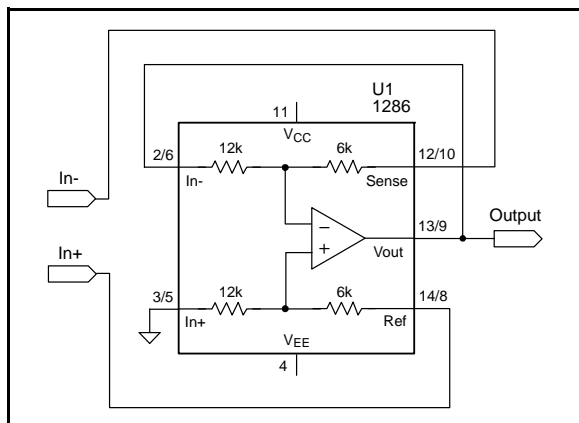 U1
1286
11
VCC
2/6
12k
6k
12/10
In-
Sense
In-
−
13/9
Output
+
Vout
In+
3/5
12k
6k
14/8
In+
Ref
VEE
4